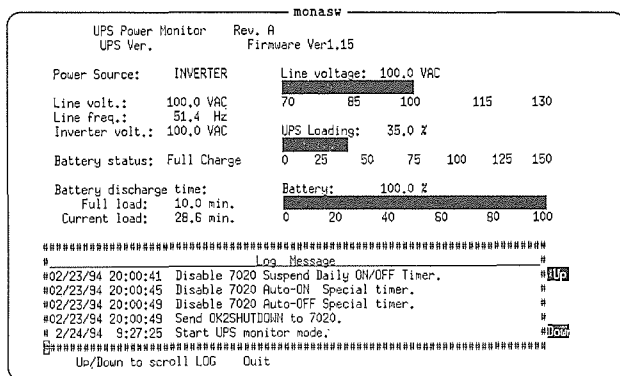 monasw
UPS Power Monitor Rev. A
UPS Ver. Firmware Ver1.15
Power Source: INVERTER Line voltage: 100.0 VAC
70 85 100 115 130
Line volt.: 100.0 VAC
Line freq.: 51.4 Hz
Inverter volt.: 100.0 VAC UPS Loading: 35.0 %
Battery status: Full Charge 0 25 50 75 100 125 150
Battery discharge time: Battery: 100.0 %
Full load: 10.0 min.
Current load: 28.6 min. 0 20 40 60 80 100
Log Message
#02/23/94 20:00:41 Disable 7020 Suspend Daily ON/OFF Timer. # Up
#02/23/94 20:00:45 Disable 7020 Auto-ON Special timer. #
#02/23/94 20:00:49 Disable 7020 Auto-OFF Special timer. #
#02/23/94 20:00:49 Send OK2SHUTDOWN to 7020. #
# 2/24/94 9:27:25 Start UPS monitor mode. # Down
Up/Down to scroll LOG Quit